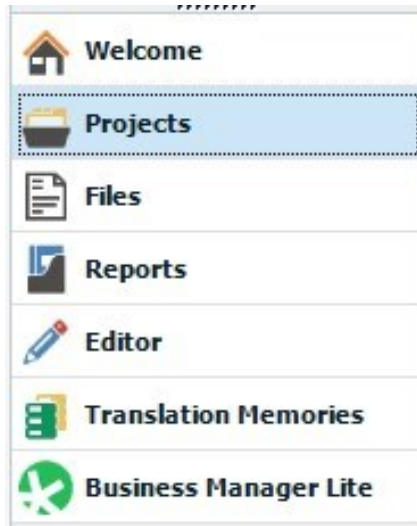 Welcome
Projects
Files
Reports
Editor
Translation Memories
Business Manager Lite